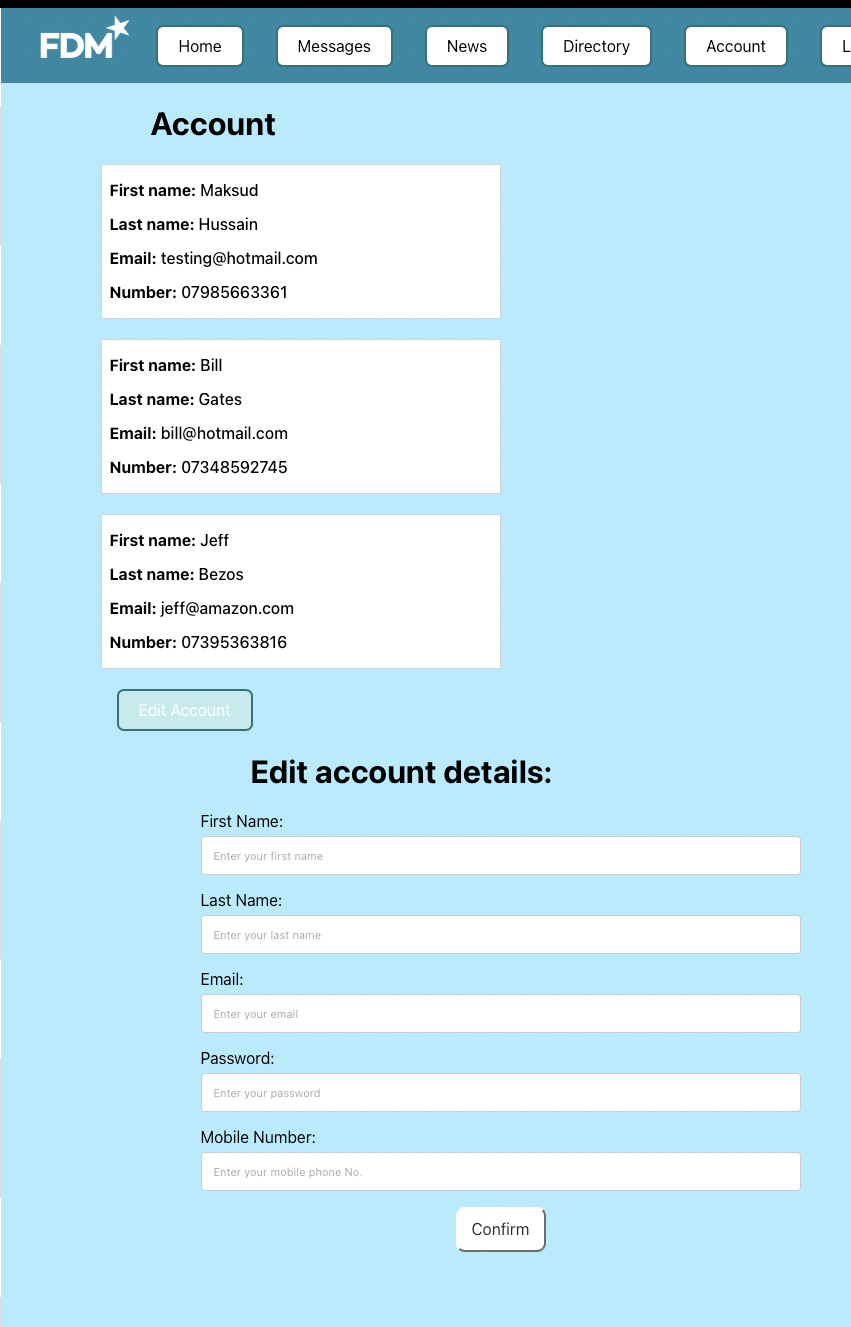 FDM
Home Messages News Directory Account L
Account
First name: Maksud
Last name: Hussain
Email: testing@hotmail.com
Number: 07985663361
First name: Bill
Last name: Gates
Email: bill@hotmail.com
Number: 07348592745
First name: Jeff
Last name: Bezos
Email: jeff@amazon.com
Number: 07395363816
Edit Account
Edit account details:
First Name:
Enter your first name
Last Name:
Enter your last name
Email:
Enter your email
Password:
Enter your password
Mobile Number:
Enter your mobile phone No.
Confirm